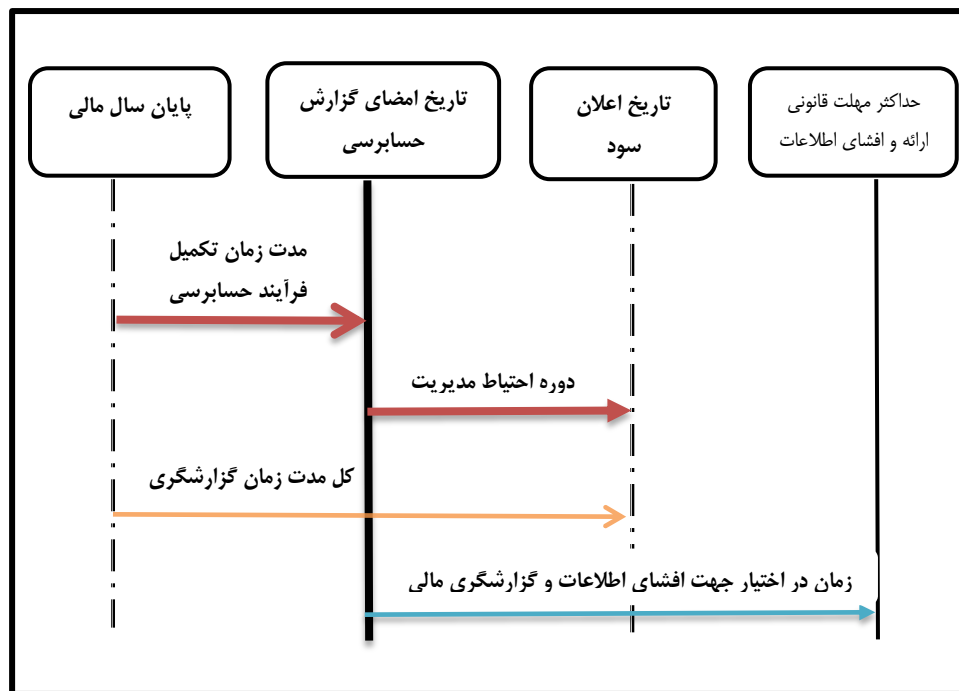 پایان سال مالی
تاریخ امضای گزارش
حسابرسی
تاریخ اعلان
سود
حداکثر مهلت قانونی
ارائه و افشای اطلاعات
مدت زمان تکمیل
فرآیند حسابرسی
دوره احتیاط مدیریت
کل مدت زمان گزارشگری
زمان در اختیار جهت افشای اطلاعات و گزارشگری مالی